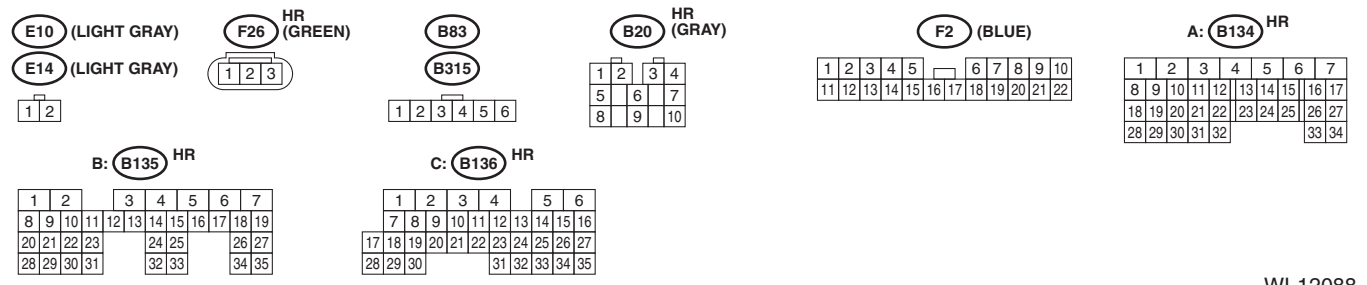 E10 (LIGHT GRAY)
E14 (LIGHT GRAY)
1 2
F26 HR (GREEN)
1 2 3
B83
B315
1 2 3 4 5 6
B20 HR (GRAY)
1 2 3 4
5 6 7
8 9 10
F2 (BLUE)
1 2 3 4 5 6 7 8 9 10
11 12 13 14 15 16 17 18 19 20 21 22
A: B134 HR
1 2 3 4 5 6 7
8 9 10 11 12 13 14 15 16 17
18 19 20 21 22 23 24 25 26 27
28 29 30 31 32 33 34
B: B135 HR
1 2 3 4 5 6 7
8 9 10 11 12 13 14 15 16 17 18 19
20 21 22 23 24 25 26 27
28 29 30 31 32 33 34 35
C: B136 HR
1 2 3 4 5 6
7 8 9 10 11 12 13 14 15 16
17 18 19 20 21 22 23 24 25 26 27
28 29 30 31 32 33 34 35